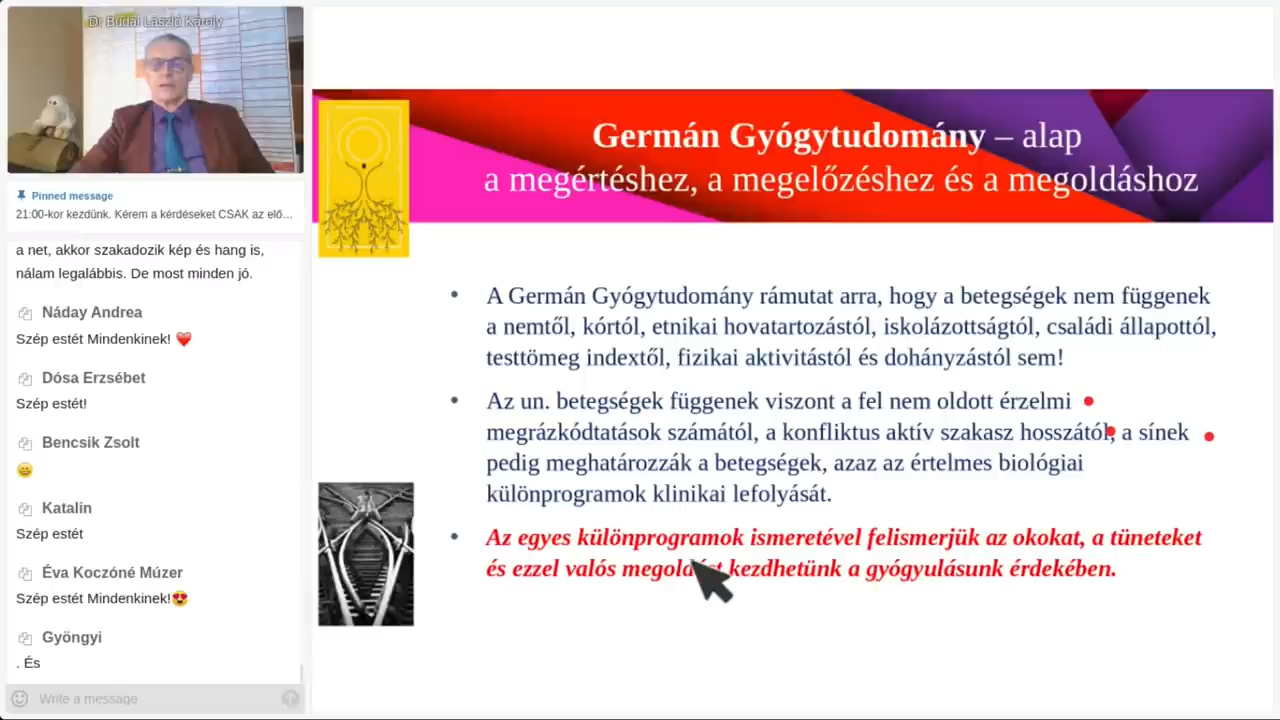 Dr Budai László Károly
Pinned message
21:00-kor kezdünk. Kérem a kérdéseket CSAK az elő…
a net, akkor szakadozik kép és hang is,
nálam legalábbis. De most minden jó.
Náday Andrea
Szép estét Mindenkinek! ❤️
Dósa Erzsébet
Szép estét!
Bencsik Zsolt
😀
Katalin
Szép estét
Éva Koczóné Múzer
Szép estét Mindenkinek!😍
Gyöngyi
. És
Write a message
Germán Gyógytudomány – alap
a megértéshez, a megelőzéshez és a megoldáshoz
• A Germán Gyógytudomány rámutat arra, hogy a betegségek nem függenek
a nemtől, kórtól, etnikai hovatartozástól, iskolázottságtól, családi állapottól,
testtömeg indextől, fizikai aktivitástól és dohányzástól sem!
• Az un. betegségek függenek viszont a fel nem oldott érzelmi
megrázkódtatások számától, a konfliktus aktív szakasz hosszától, a sínek
pedig meghatározzák a betegségek, azaz az értelmes biológiai
különprogramok klinikai lefolyását.
• Az egyes különprogramok ismeretével felismerjük az okokat, a tüneteket
és ezzel valós megoldást kezdhetünk a gyógyulásunk érdekében.